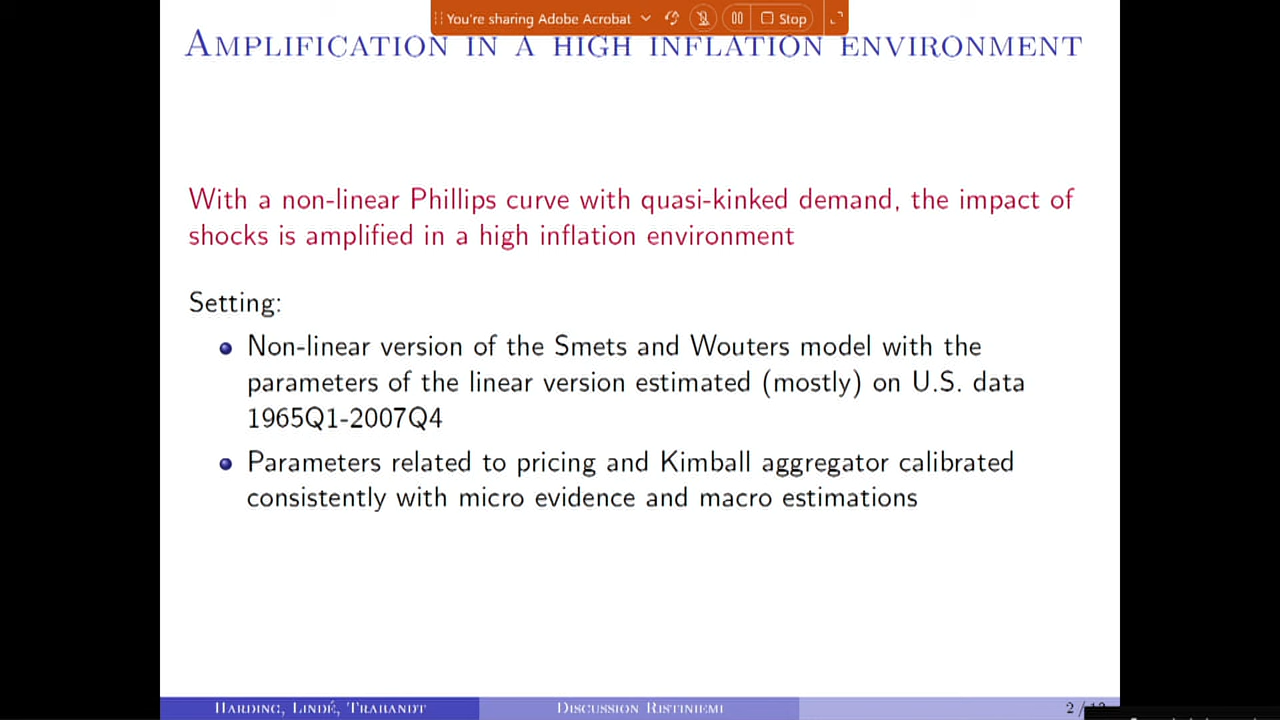 You're sharing Adobe Acrobat
Stop
AMPLIFICATION IN A HIGH INFLATION ENVIRONMENT
With a non-linear Phillips curve with quasi-kinked demand, the impact of
shocks is amplified in a high inflation environment
Setting:
Non-linear version of the Smets and Wouters model with the
parameters of the linear version estimated (mostly) on U.S. data
1965Q1-2007Q4
Parameters related to pricing and Kimball aggregator calibrated
consistently with micro evidence and macro estimations
HARDING, LINDÉ, TRABANDT
DISCUSSION RISTINIEMI
2 /